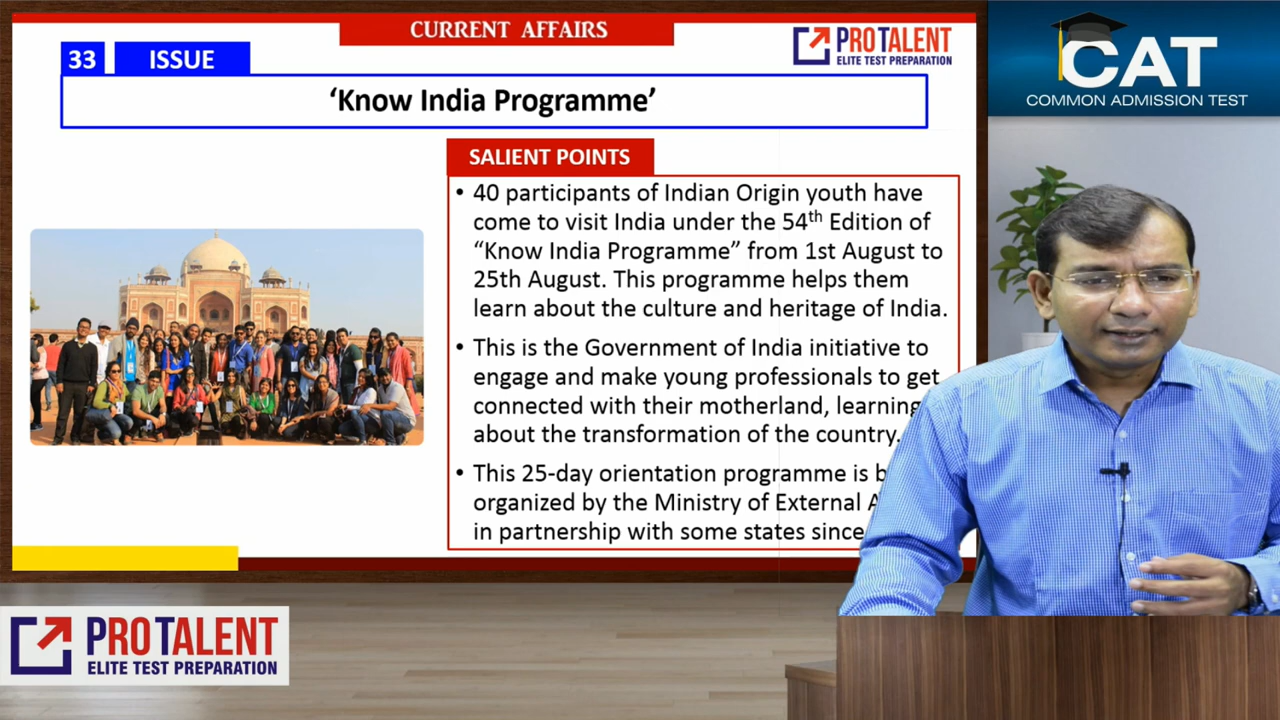 CURRENT AFFAIRS
PRO TALENT
ELITE TEST PREPARATION
33 ISSUE
'Know India Programme'
SALIENT POINTS
• 40 participants of Indian Origin youth have
come to visit India under the 54th Edition of
“Know India Programme” from 1st August to
25th August. This programme helps them
learn about the culture and heritage of India.
• This is the Government of India initiative to
engage and make young professionals to get
connected with their motherland, learning
about the transformation of the country.
• This 25-day orientation programme is
organized by the Ministry of External
in partnership with some states since
CAT
COMMON ADMISSION TEST
PRO TALENT
ELITE TEST PREPARATION